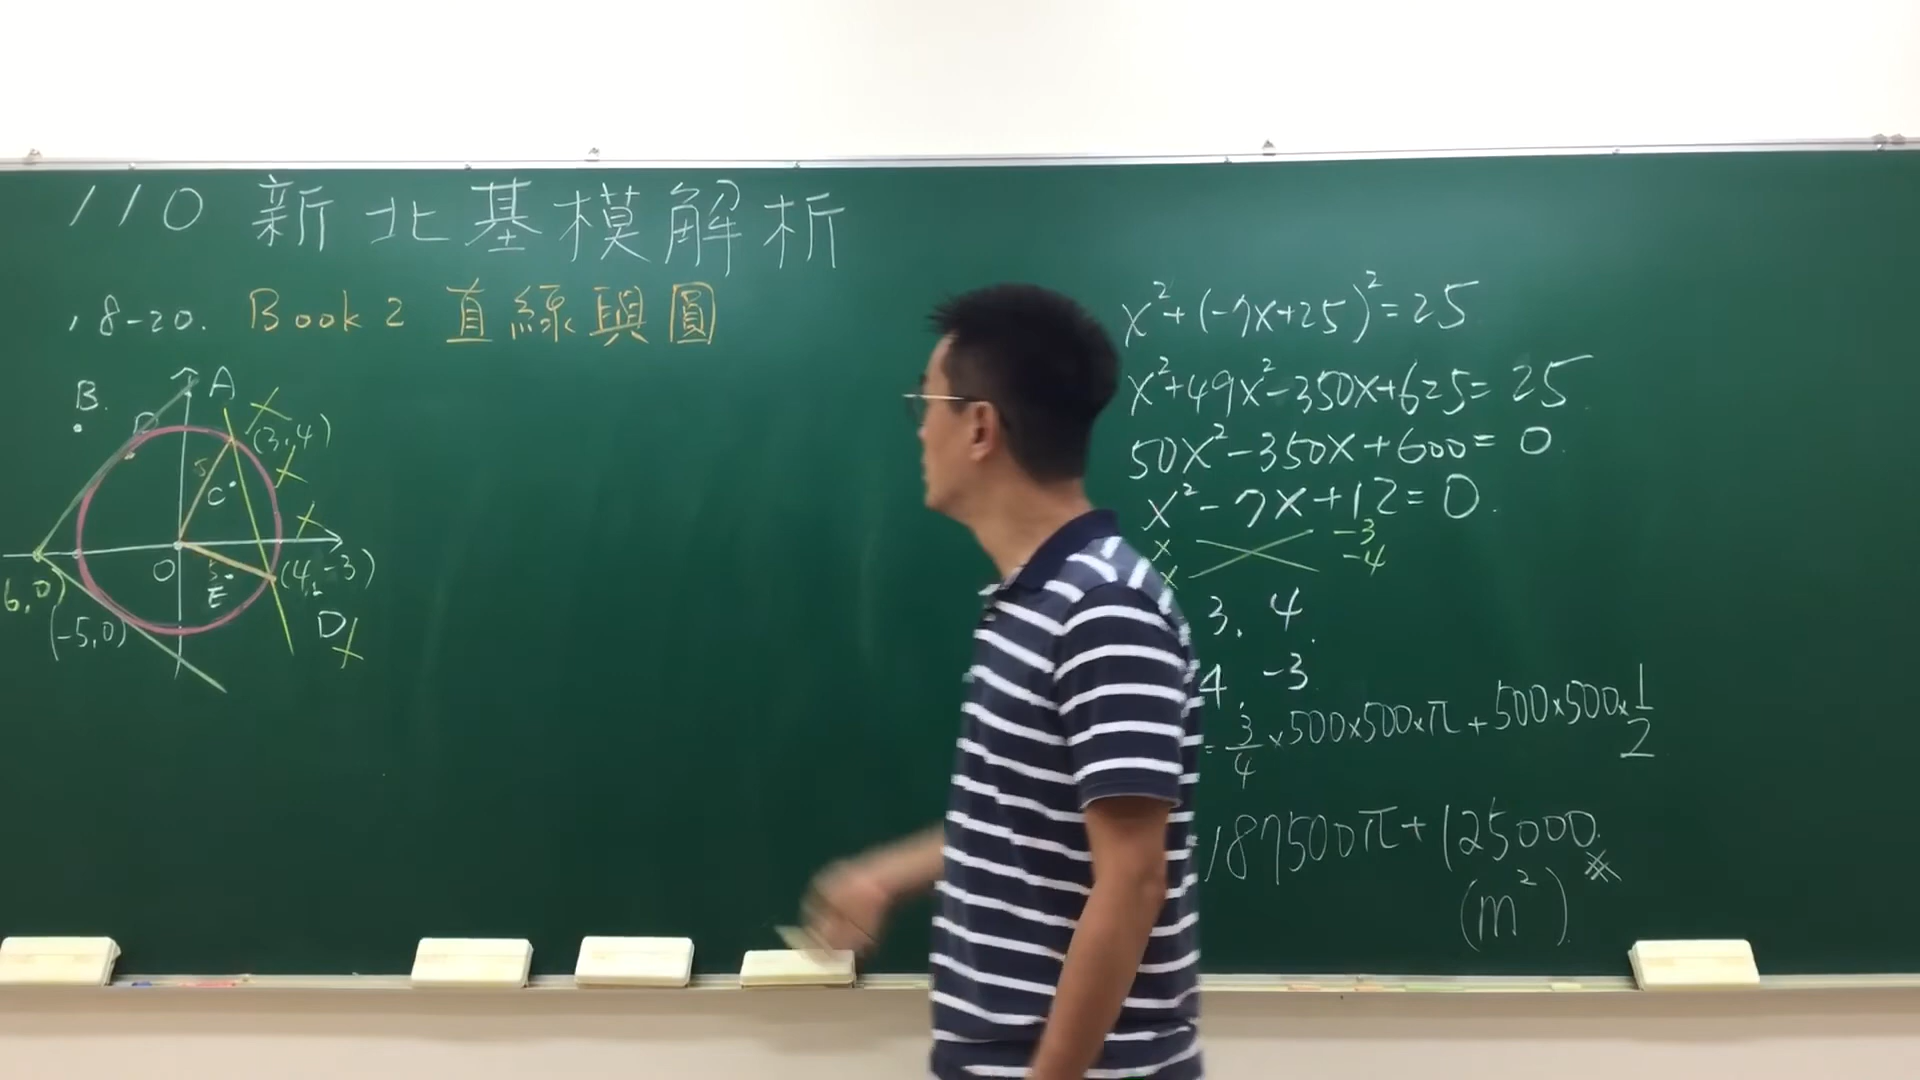 110 新北基模解析
18-20. Book 2 直線與圓
B.
A
(3,4)
5
C
O
5
E
(4,-3)
6,0)
(-5,0)
D
x²+(-7x+25)²=25
x²+49x²-350x+625=25
50x²-350x+600=0.
x²-7x+12=0.
x -3
x -4
3, 4
4, -3
=3/4×500×500×π+500×500×1/2
187500π+125000
(m²)